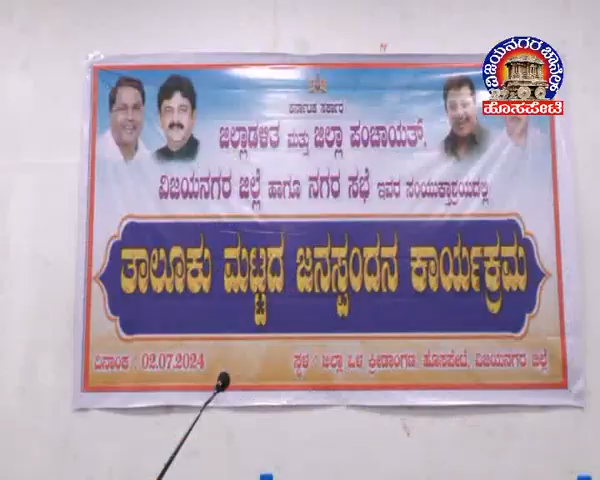 ವಿಜಯನಗರ ವಾಣಿ
ಹೊಸಪೇಟೆ
ಕರ್ನಾಟಕ ಸರ್ಕಾರ
ಜಿಲ್ಲಾಡಳಿತ ಮತ್ತು ಜಿಲ್ಲಾ ಪಂಚಾಯತ್,
ವಿಜಯನಗರ ಜಿಲ್ಲೆ ಹಾಗೂ ನಗರ ಸಭೆ ಇವರ ಸಂಯುಕ್ತಾಶ್ರಯದಲ್ಲಿ
ತಾಲೂಕು ಮಟ್ಟದ ಜನಸ್ಪಂದನ ಕಾರ್ಯಕ್ರಮ
ದಿನಾಂಕ : 02.07.2024
ಸ್ಥಳ : ಜಿಲ್ಲಾ ಒಳ ಕ್ರೀಡಾಂಗಣ, ಹೊಸಪೇಟೆ, ವಿಜಯನಗರ ಜಿಲ್ಲೆ